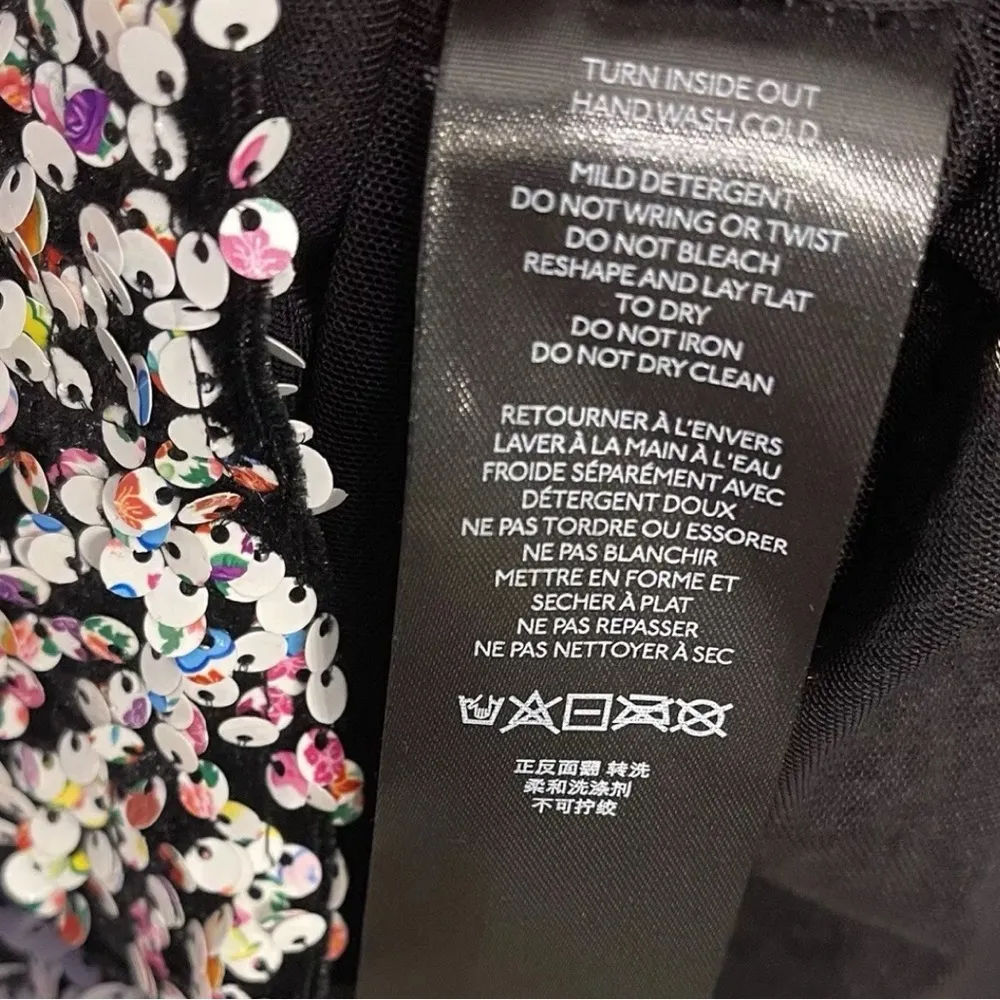 TURN INSIDE OUT
HAND WASH COLD
MILD DETERGENT
DO NOT WRING OR TWIST
DO NOT BLEACH
RESHAPE AND LAY FLAT
TO DRY
DO NOT IRON
DO NOT DRY CLEAN
RETOURNER À L'ENVERS
LAVER À LA MAIN À L'EAU
FROIDE SÉPARÉMENT AVEC
DÉTERGENT DOUX
NE PAS TORDRE OU ESSORER
NE PAS BLANCHIR
METTRE EN FORME ET
SECHER À PLAT
NE PAS REPASSER
NE PAS NETTOYER À SEC
正反面翻 转洗
柔和洗涤剂
不可拧绞